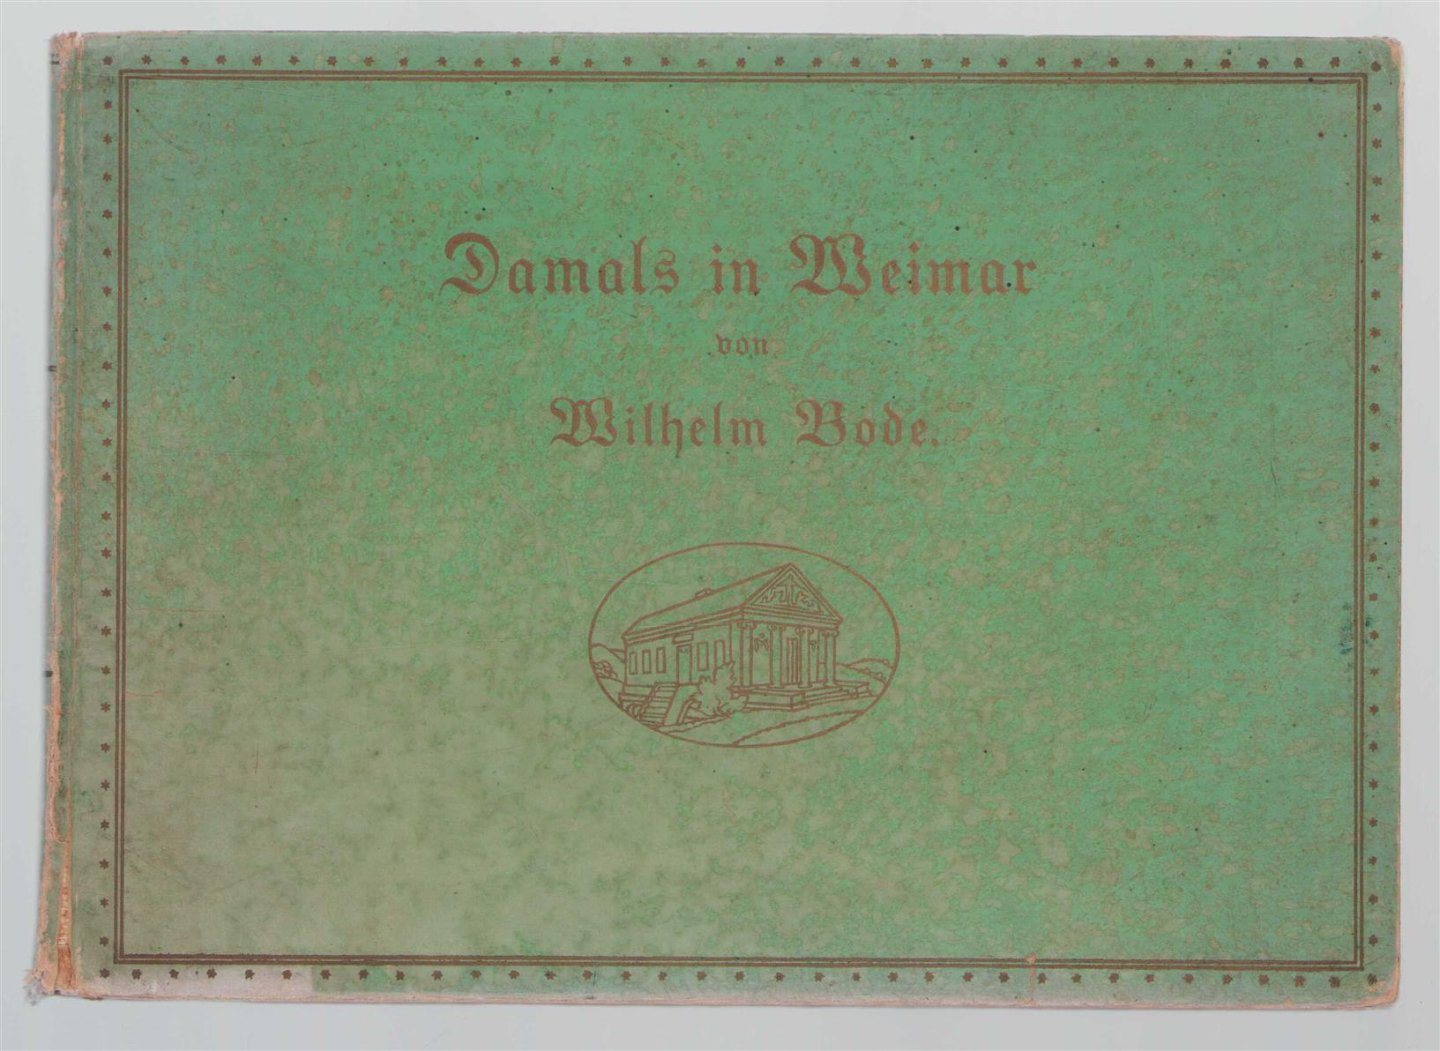 Damals in Weimar
von
Wilhelm Bode.